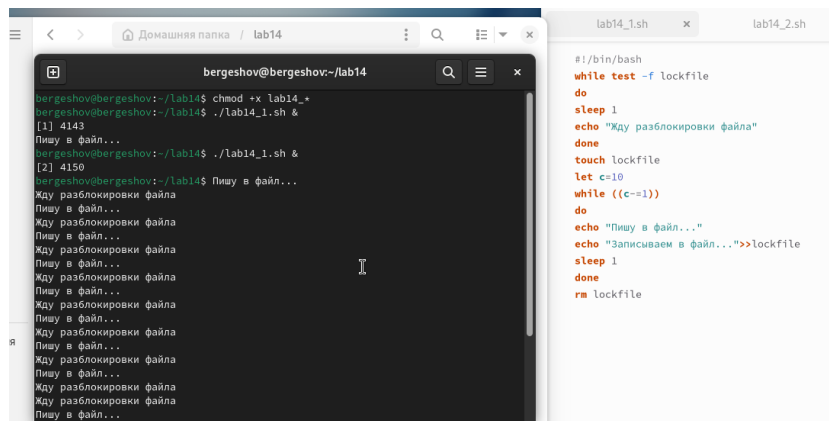 Домашняя папка / lab14
bergeshov@bergeshov:~/lab14
bergeshov@bergeshov:~/lab14$ chmod +x lab14_*
bergeshov@bergeshov:~/lab14$ ./lab14_1.sh &
[1] 4143
Пишу в файл...
bergeshov@bergeshov:~/lab14$ ./lab14_1.sh &
[2] 4150
bergeshov@bergeshov:~/lab14$ Пишу в файл...
Жду разблокировки файла
Пишу в файл...
Жду разблокировки файла
Пишу в файл...
Жду разблокировки файла
Пишу в файл...
Жду разблокировки файла
Пишу в файл...
Жду разблокировки файла
Пишу в файл...
Жду разблокировки файла
Пишу в файл...
Жду разблокировки файла
Пишу в файл...
Жду разблокировки файла
Жду разблокировки файла
Пишу в файл...
я
lab14_1.sh
lab14_2.sh
#!/bin/bash
while test -f lockfile
do
sleep 1
echo "Жду разблокировки файла"
done
touch lockfile
let c=10
while ((c-=1))
do
echo "Пишу в файл..."
echo "Записываем в файл...">>lockfile
sleep 1
done
rm lockfile